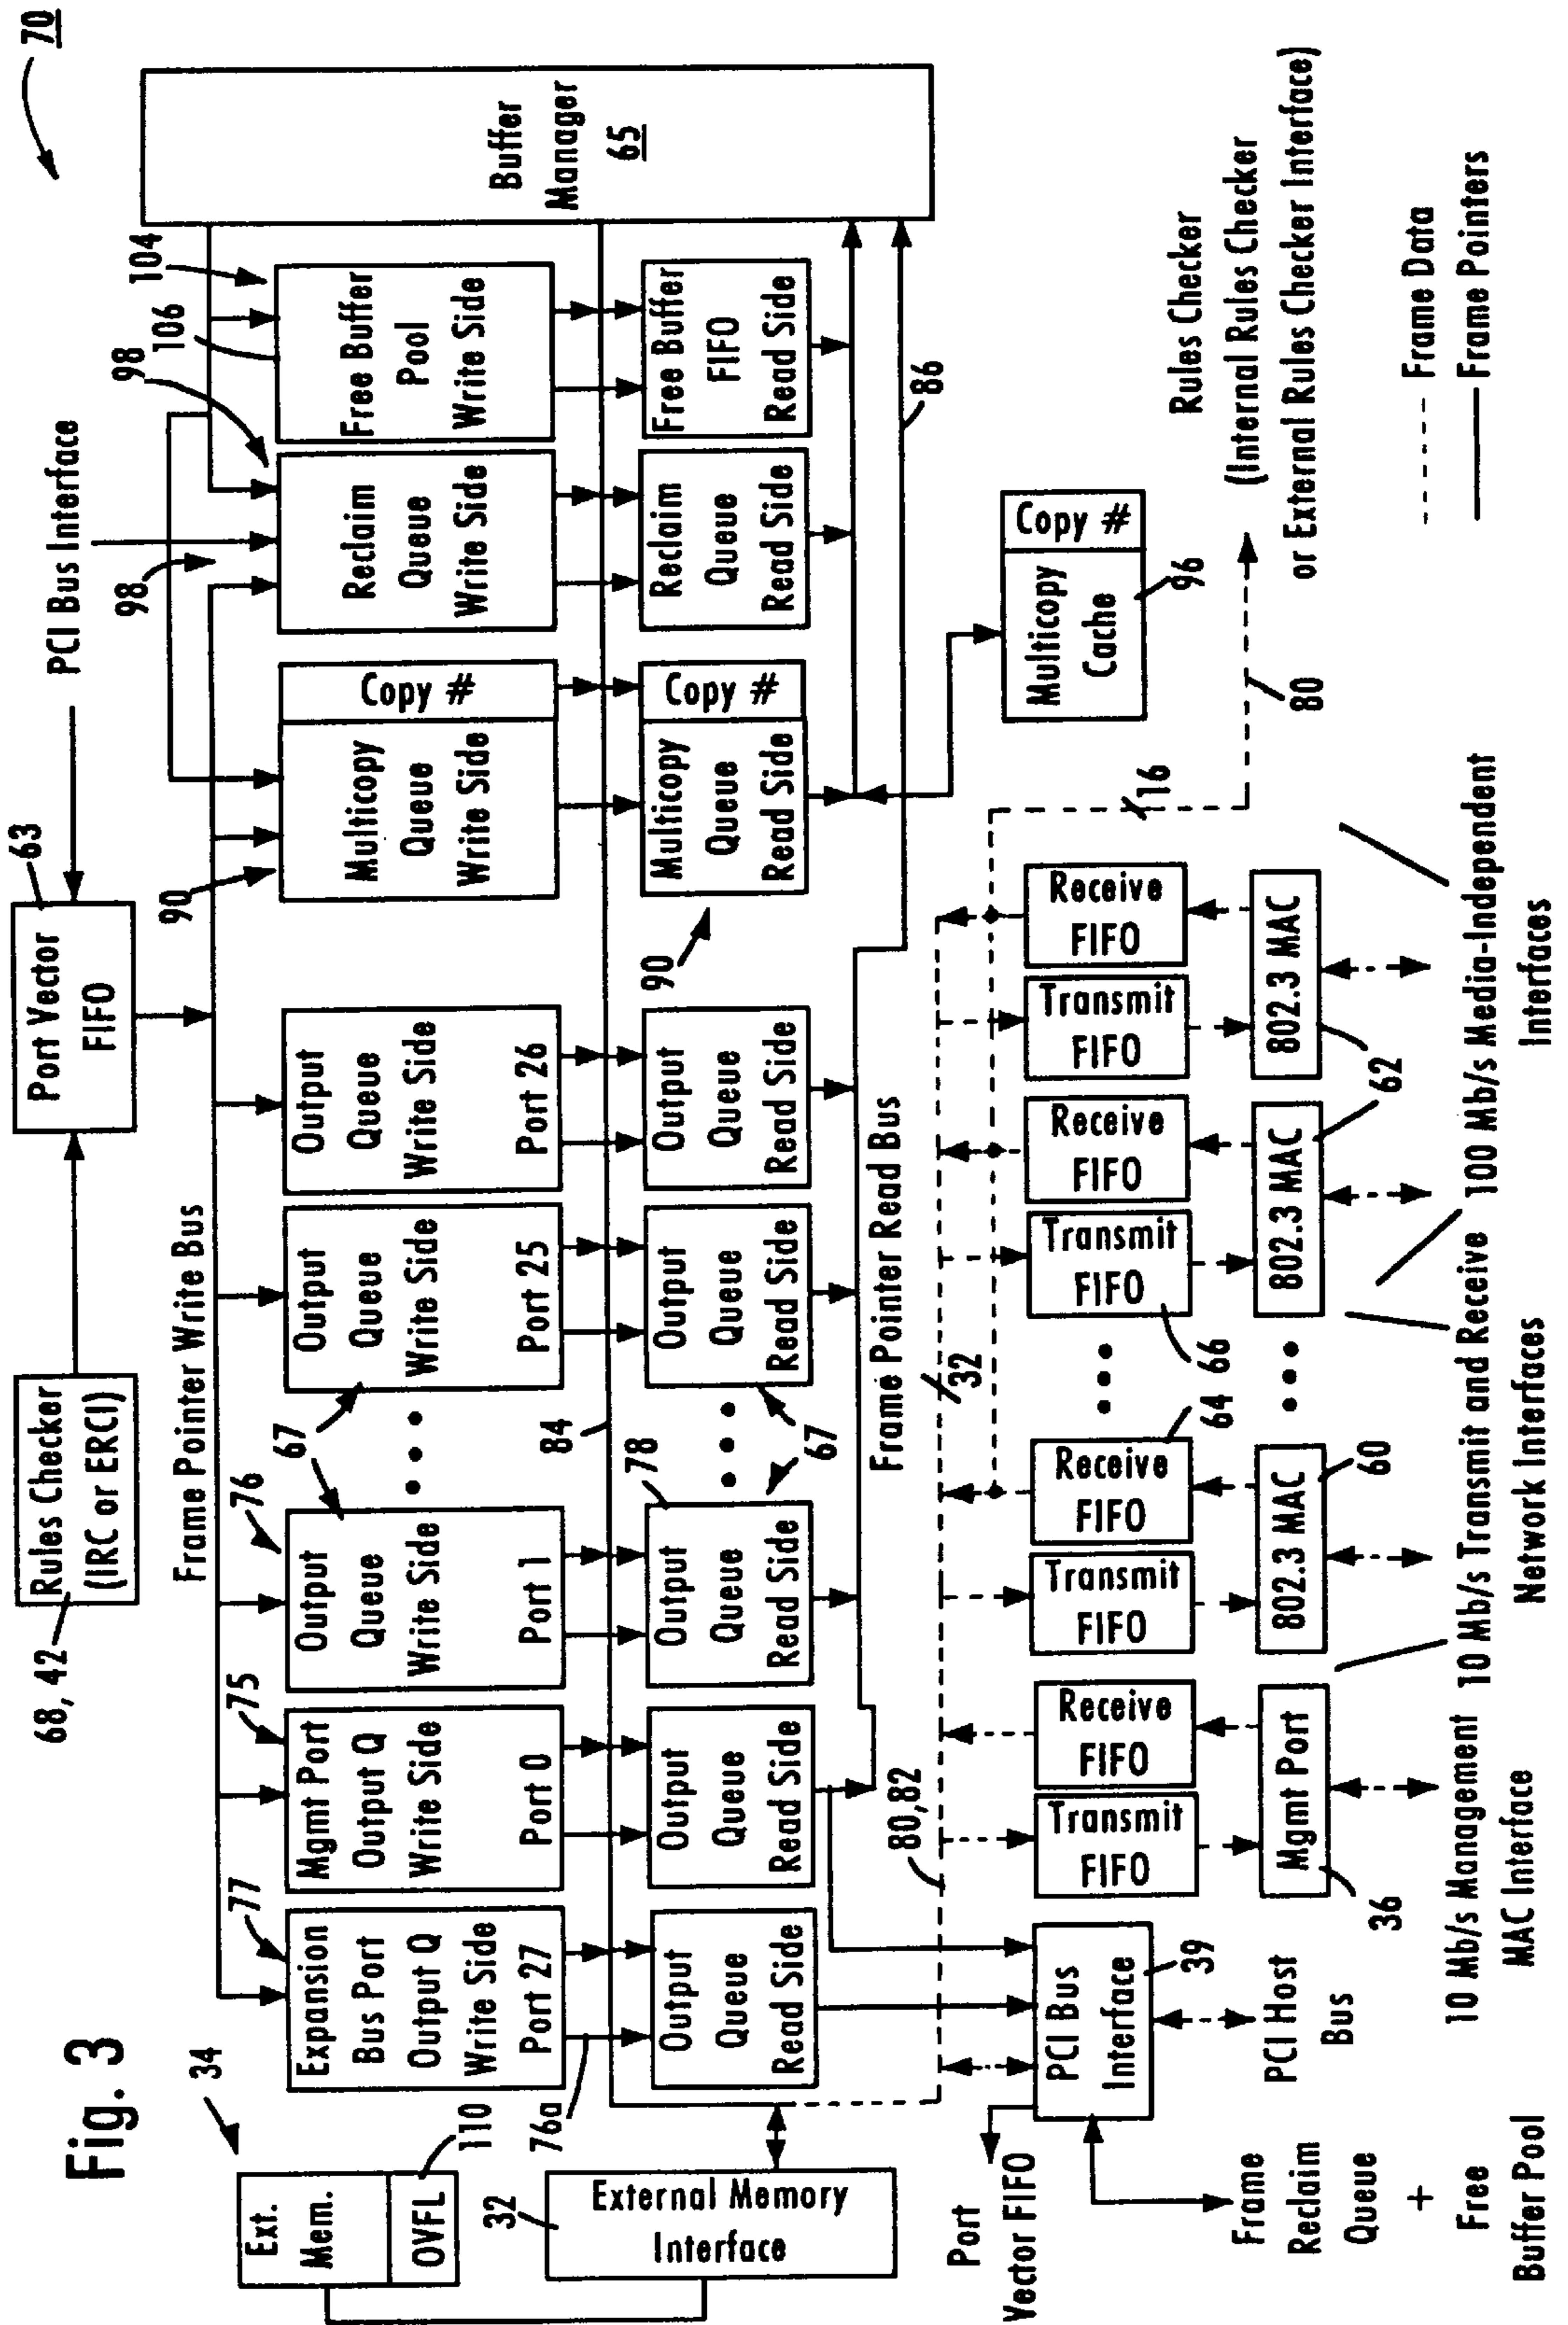 Fig. 3
70
34
Ext.
Mem.
OVFL
110
32
External Memory
Interface
68, 42
Rules Checker
(IRC or ERCI)
Port Vector
FIFO
63
PCI Bus Interface
Frame Pointer Write Bus
77
Expansion
Bus Port
Output Q
Write Side
Port 27
76a
75
Mgmt Port
Output Q
Write Side
Port 0
76
Output
Queue
Write Side
Port 1
67
67
Output
Queue
Write Side
Port 25
Output
Queue
Write Side
Port 26
90
Multicopy
Queue
Write Side
Copy #
98
98
Reclaim
Queue
Write Side
106
104
Free Buffer
Pool
Write Side
Buffer
Manager
65
84
Output
Queue
Read Side
Output
Queue
Read Side
78
Output
Queue
Read Side
67
Output
Queue
Read Side
Output
Queue
Read Side
90
Multicopy
Queue
Read Side
Copy #
Reclaim
Queue
Read Side
Free Buffer
FIFO
Read Side
86
Frame Pointer Read Bus
80,82
32
Multicopy
Cache
Copy #
96
Port
Vector FIFO
PCI Bus
Interface
39
Transmit
FIFO
Receive
FIFO
Mgmt Port
36
Transmit
FIFO
Receive
FIFO
64
802.3 MAC
60
Transmit
FIFO
66
Receive
FIFO
802.3 MAC
62
Transmit
FIFO
Receive
FIFO
802.3 MAC
16
80
Rules Checker
(Internal Rules Checker
or External Rules Checker Interface)
Frame
Reclaim
Queue
+
Free
Buffer Pool
PCI Host
Bus
10 Mb/s Management
MAC Interface
10 Mb/s Transmit and Receive
Network Interfaces
100 Mb/s Media-Independent
Interfaces
Frame Data
Frame Pointers